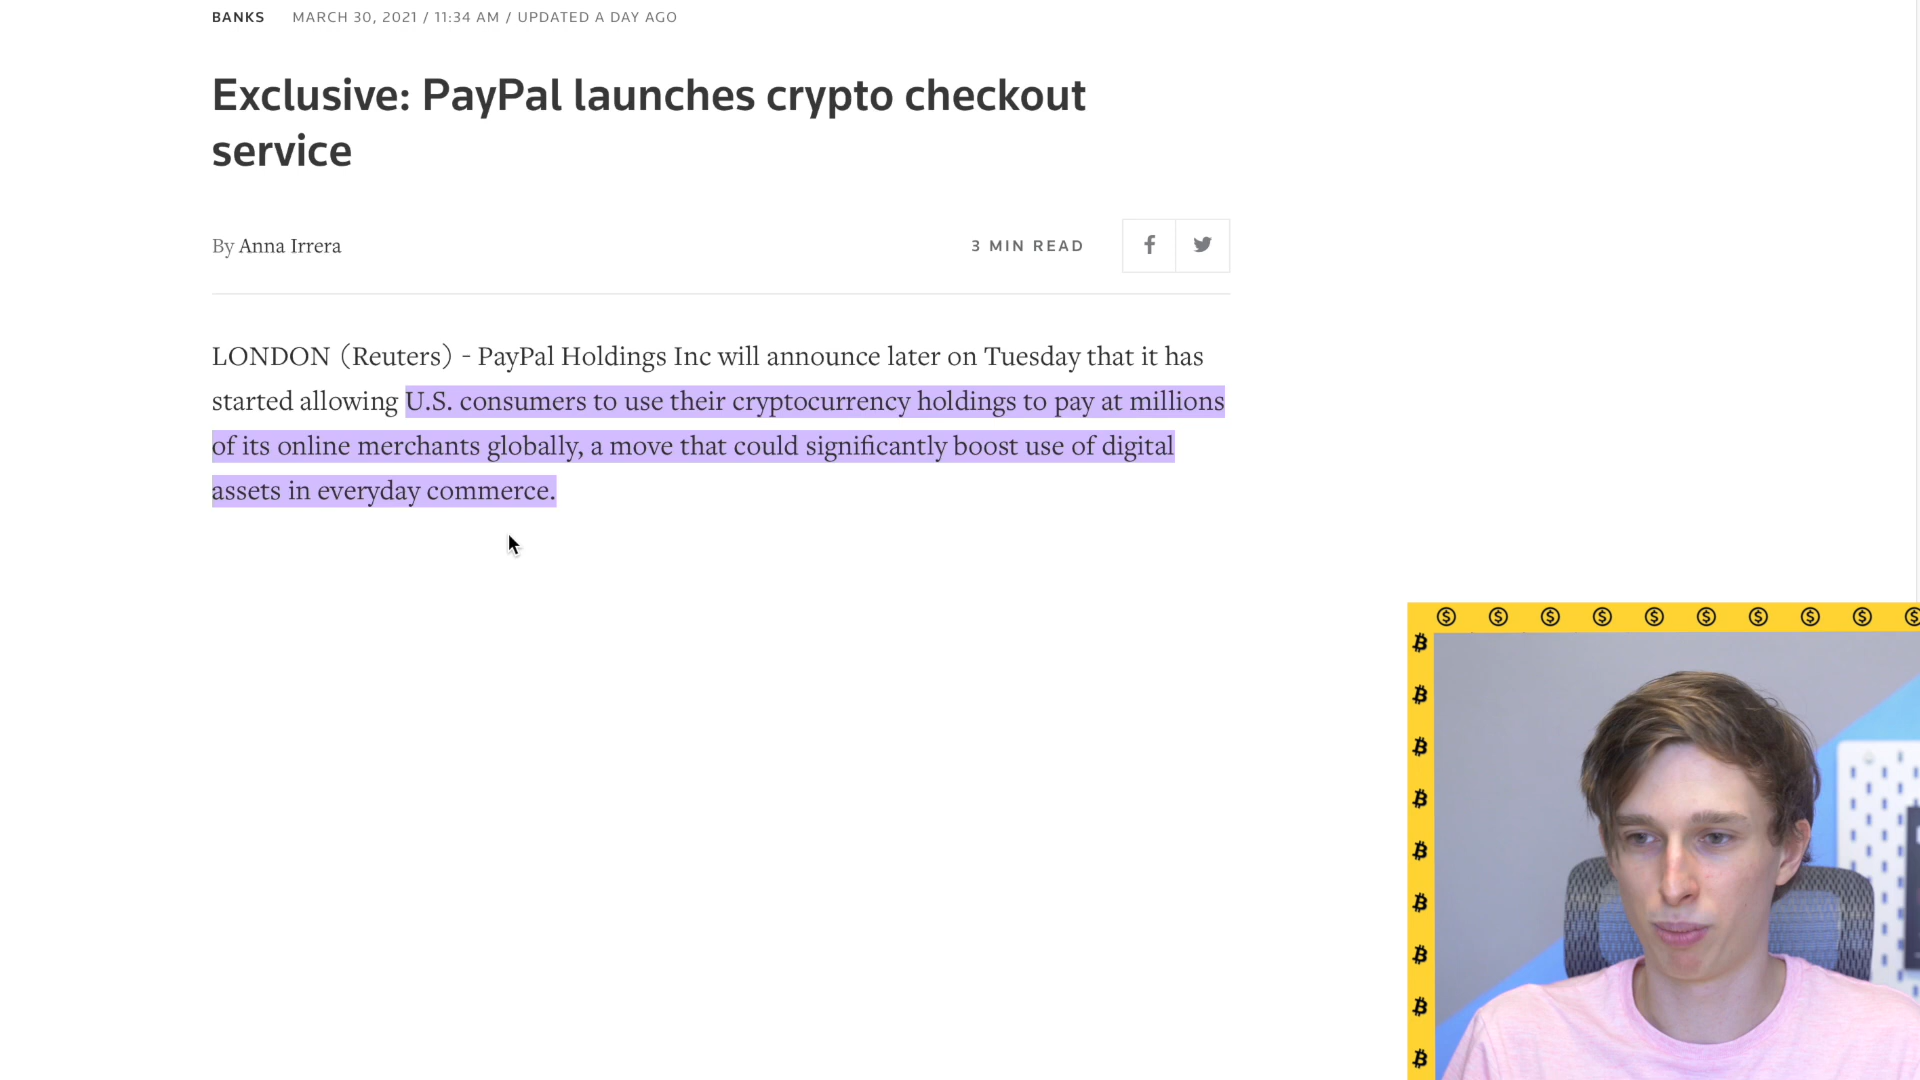 BANKS MARCH 30, 2021 / 11:34 AM / UPDATED A DAY AGO
Exclusive: PayPal launches crypto checkout
service
By Anna Irrera 3 MIN READ
LONDON (Reuters) - PayPal Holdings Inc will announce later on Tuesday that it has
started allowing U.S. consumers to use their cryptocurrency holdings to pay at millions
of its online merchants globally, a move that could significantly boost use of digital
assets in everyday commerce.